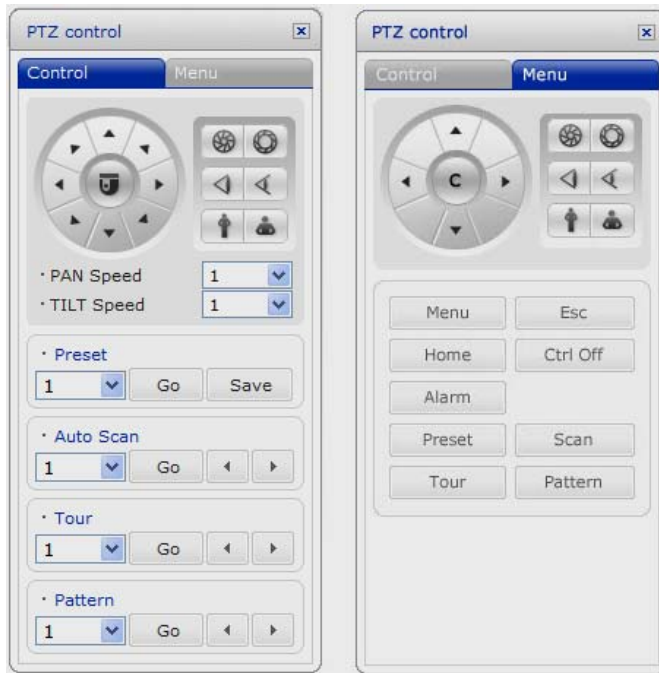 PTZ control
Control Menu
· PAN Speed 1
· TILT Speed 1
· Preset
1 Go Save
· Auto Scan
1 Go
· Tour
1 Go
· Pattern
1 Go
PTZ control
Control Menu
C
Menu Esc
Home Ctrl Off
Alarm
Preset Scan
Tour Pattern